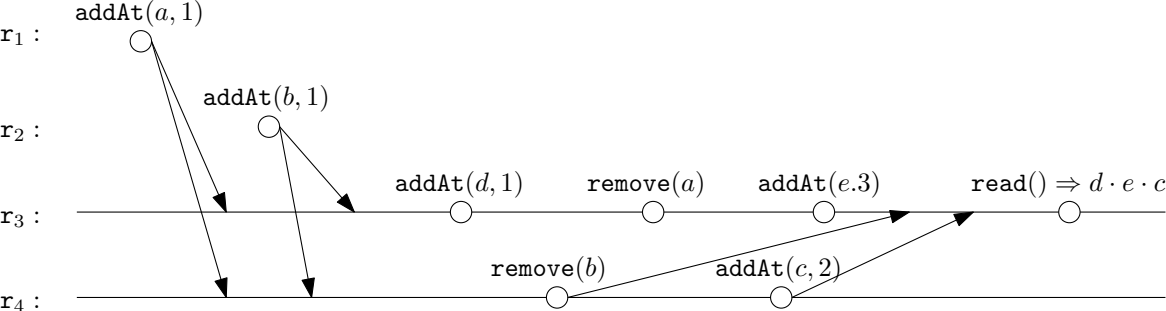 addAt(a, 1)
r₁ :
addAt(b, 1)
r₂ :
addAt(d, 1) remove(a) addAt(e.3) read() ⇒ d · e · c
r₃ :
remove(b) addAt(c, 2)
r₄ :